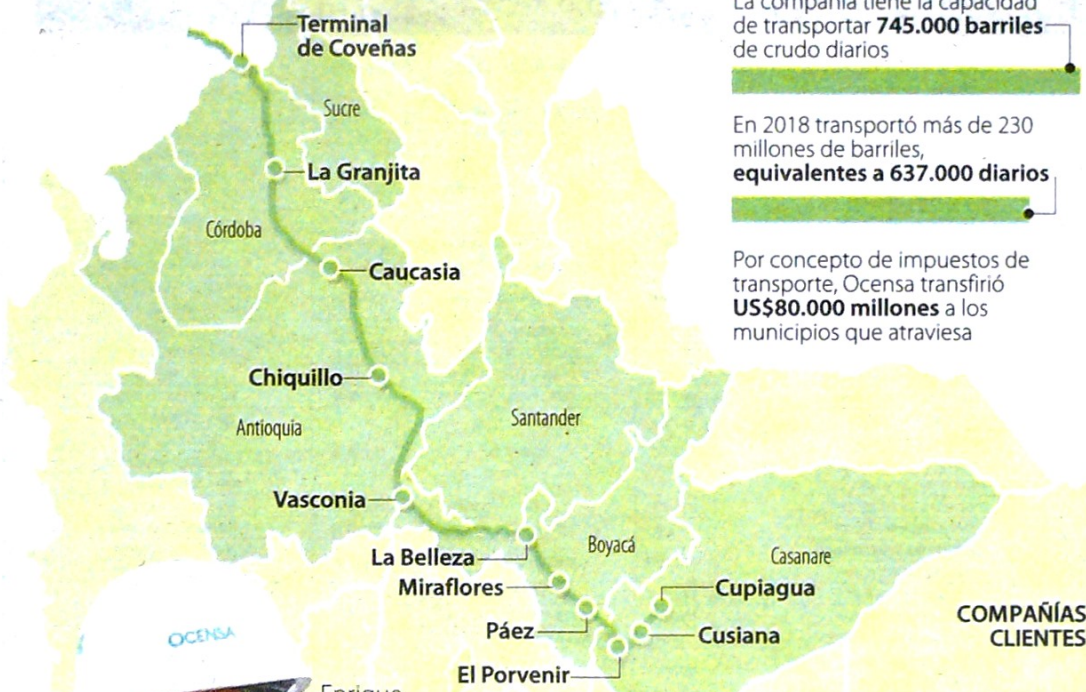 La compañía tiene la capacidad
de transportar 745.000 barriles
de crudo diarios
En 2018 transportó más de 230
millones de barriles,
equivalentes a 637.000 diarios
Por concepto de impuestos de
transporte, Ocensa transfirió
US$80.000 millones a los
municipios que atraviesa
Terminal
de Coveñas
Sucre
La Granjita
Córdoba
Caucasia
Chiquillo
Antioquia
Santander
Vasconia
La Belleza
Boyacá
Casanare
Miraflores
Cupiagua
Páez
Cusiana
El Porvenir
COMPAÑÍAS
CLIENTES
OCENSA
Enrique